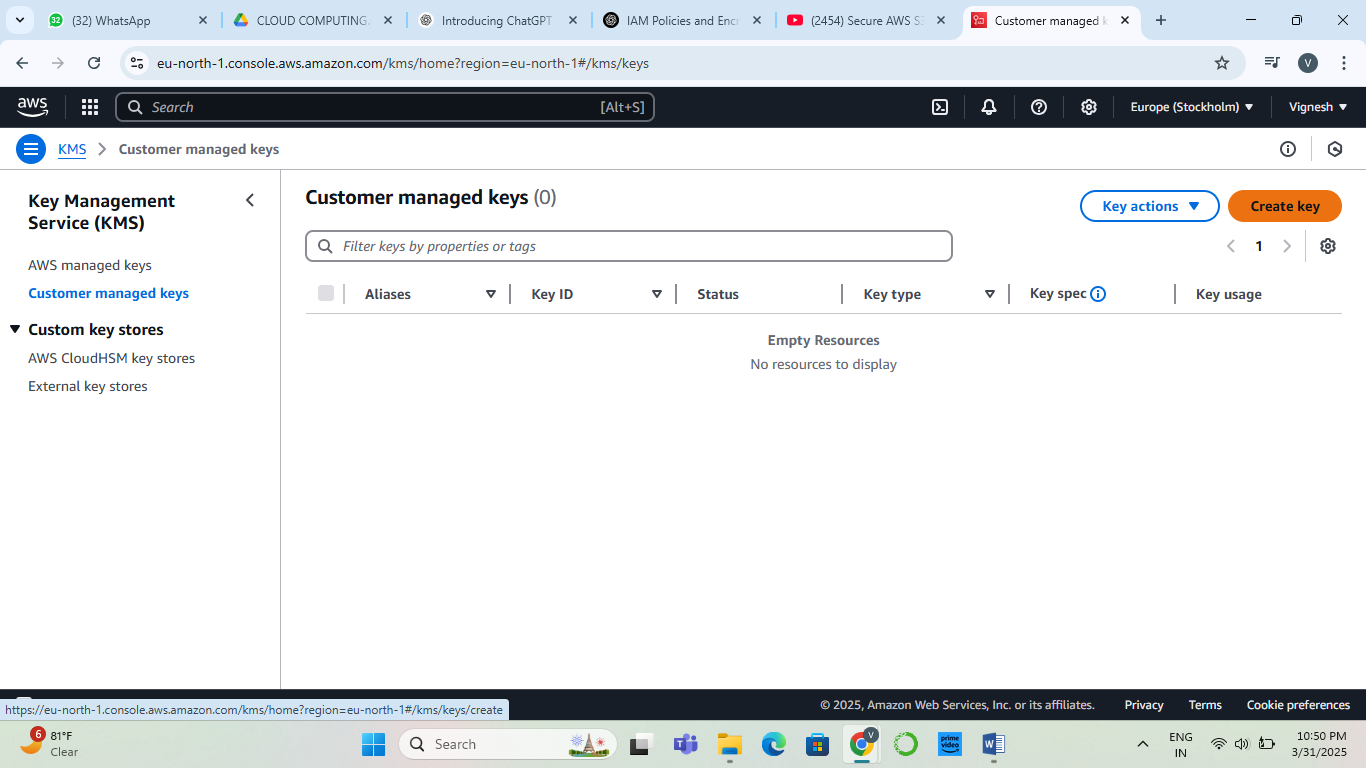 32
(32) WhatsApp
CLOUD COMPUTING.
Introducing ChatGPT
IAM Policies and Enc
(2454) Secure AWS S
Customer managed k
eu-north-1.console.aws.amazon.com/kms/home?region=eu-north-1#/kms/keys
V
aws
Search
[Alt+S]
Europe (Stockholm)
Vignesh
KMS
Customer managed keys
Key Management
Service (KMS)
AWS managed keys
Customer managed keys
Custom key stores
AWS CloudHSM key stores
External key stores
Customer managed keys (0)
Key actions
Create key
Filter keys by properties or tags
1
Aliases
Key ID
Status
Key type
Key spec
Key usage
Empty Resources
No resources to display
https://eu-north-1.console.aws.amazon.com/kms/home?region=eu-north-1#/kms/keys/create
© 2025, Amazon Web Services, Inc. or its affiliates.
Privacy
Terms
Cookie preferences
6
81°F
Clear
Search
V
prime
video
ENG
IN
10:50 PM
3/31/2025